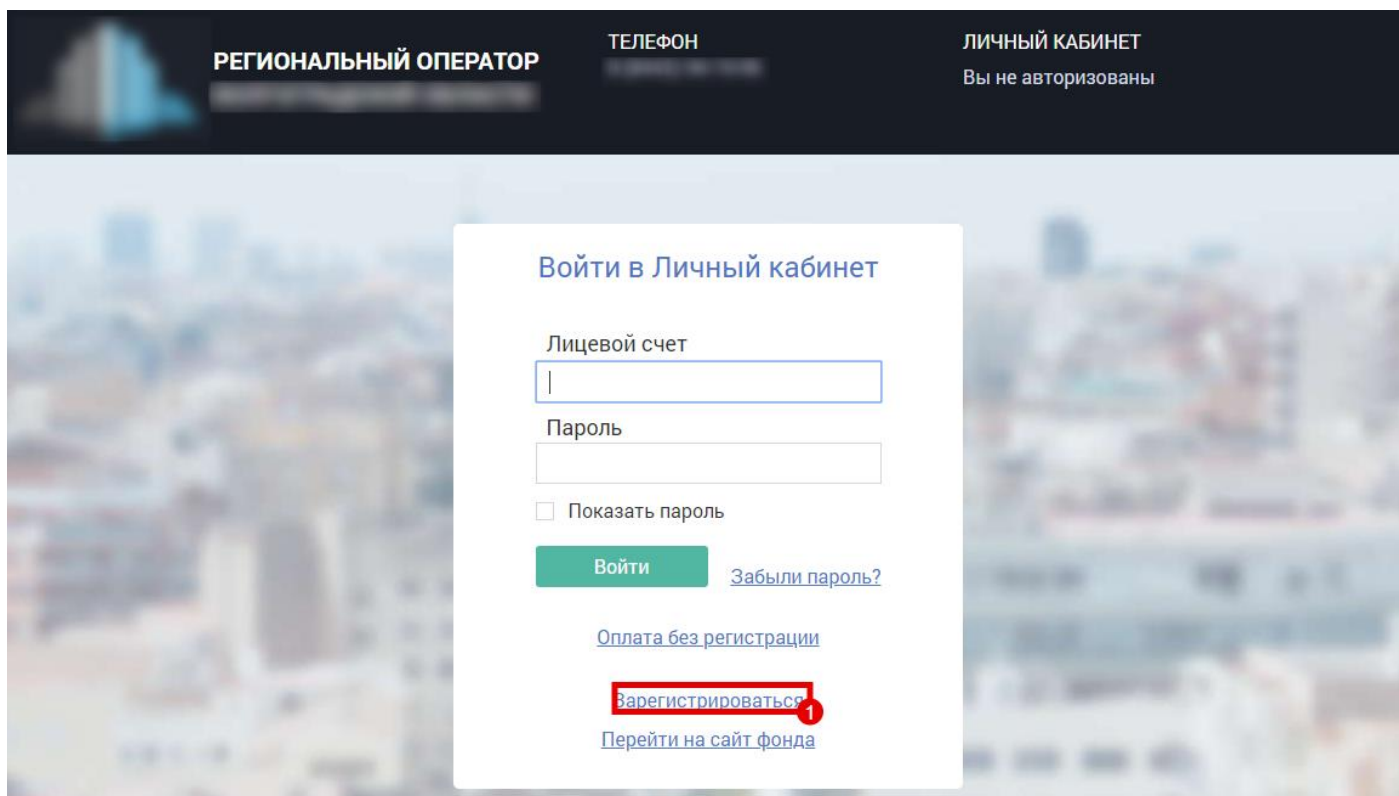 РЕГИОНАЛЬНЫЙ ОПЕРАТОР
ТЕЛЕФОН
ЛИЧНЫЙ КАБИНЕТ
Вы не авторизованы
Войти в Личный кабинет
Лицевой счет
Пароль
Показать пароль
Войти
Забыли пароль?
Оплата без регистрации
Зарегистрироваться
1
Перейти на сайт фонда